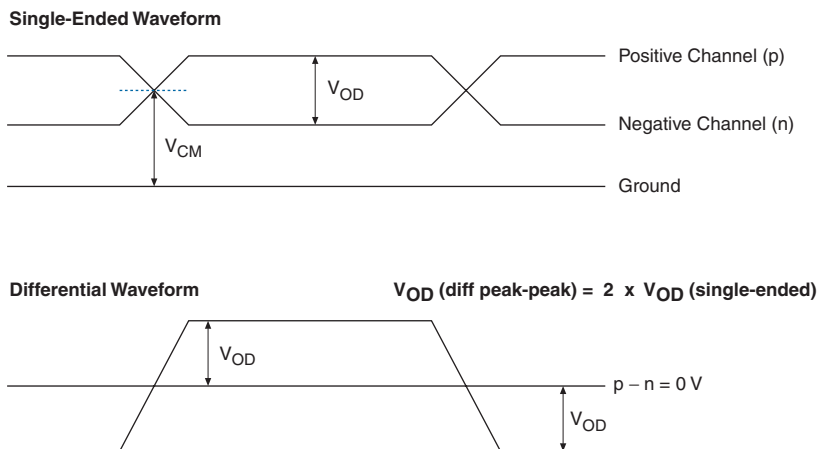 Single-Ended Waveform
Positive Channel (p)
VOD
Negative Channel (n)
VCM
Ground
Differential Waveform
VOD (diff peak-peak) = 2 x VOD (single-ended)
VOD
p − n = 0 V
VOD